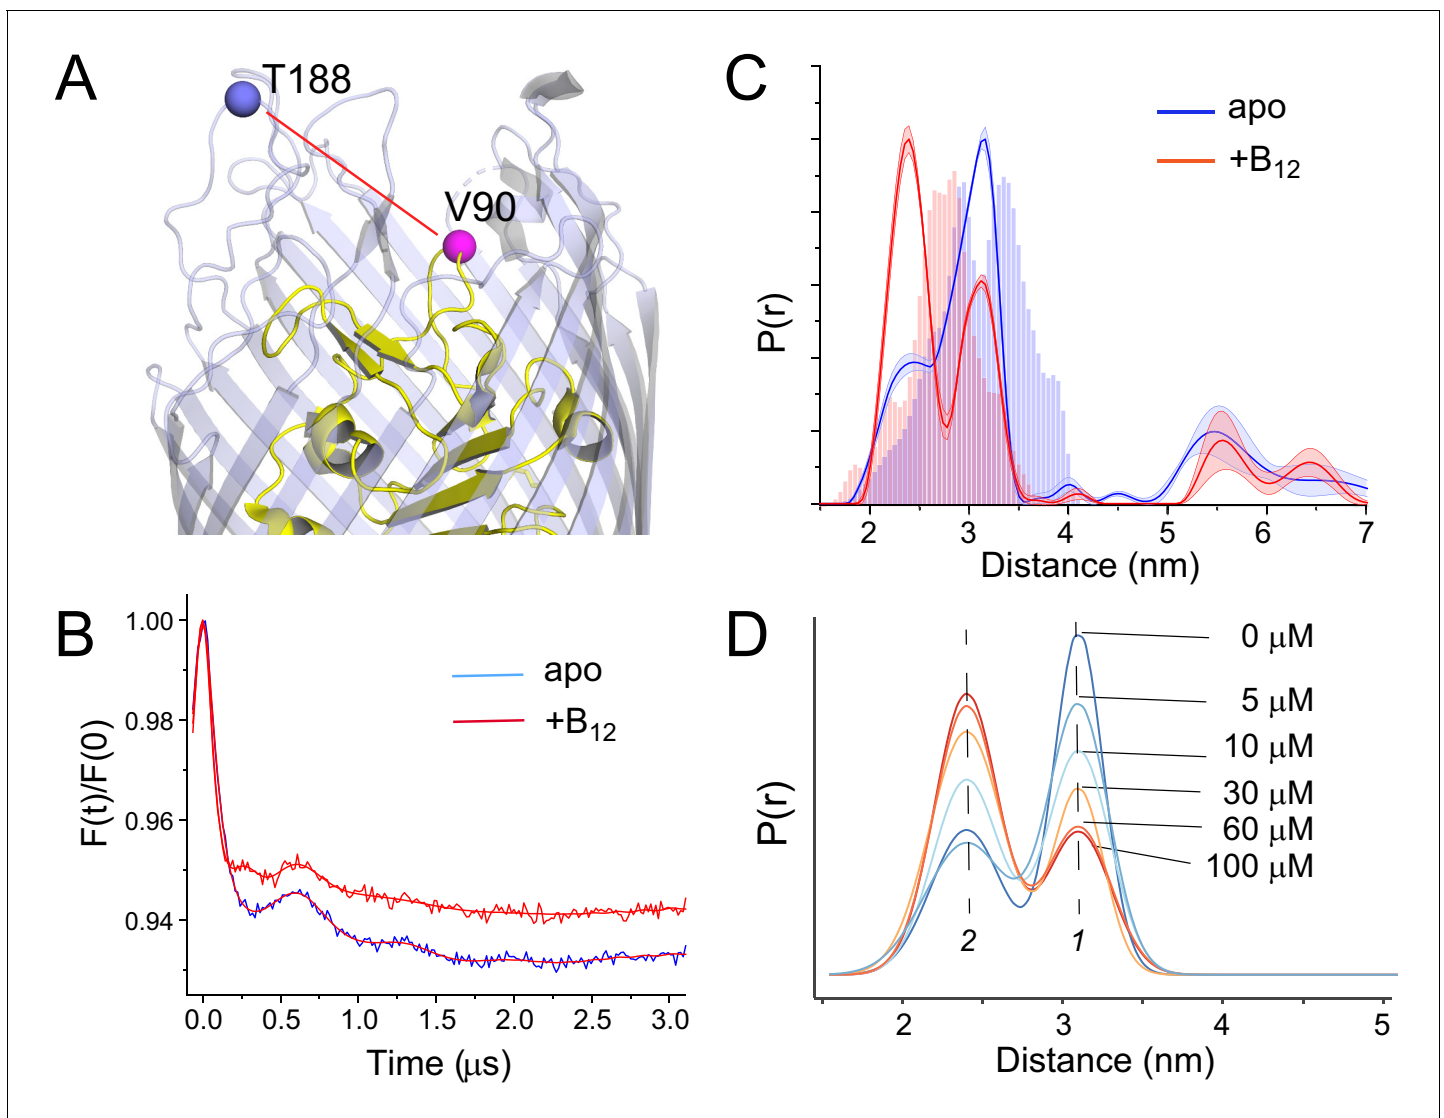 A
T188
V90
C
apo
+B12
P(r)
2 3 4 5 6 7
Distance (nm)
B
1.00
0.98
0.96
0.94
F(t)/F(0)
apo
+B12
0.0 0.5 1.0 1.5 2.0 2.5 3.0
Time (μs)
D
0 μM
5 μM
10 μM
30 μM
60 μM
100 μM
P(r)
2 1
2 3 4 5
Distance (nm)